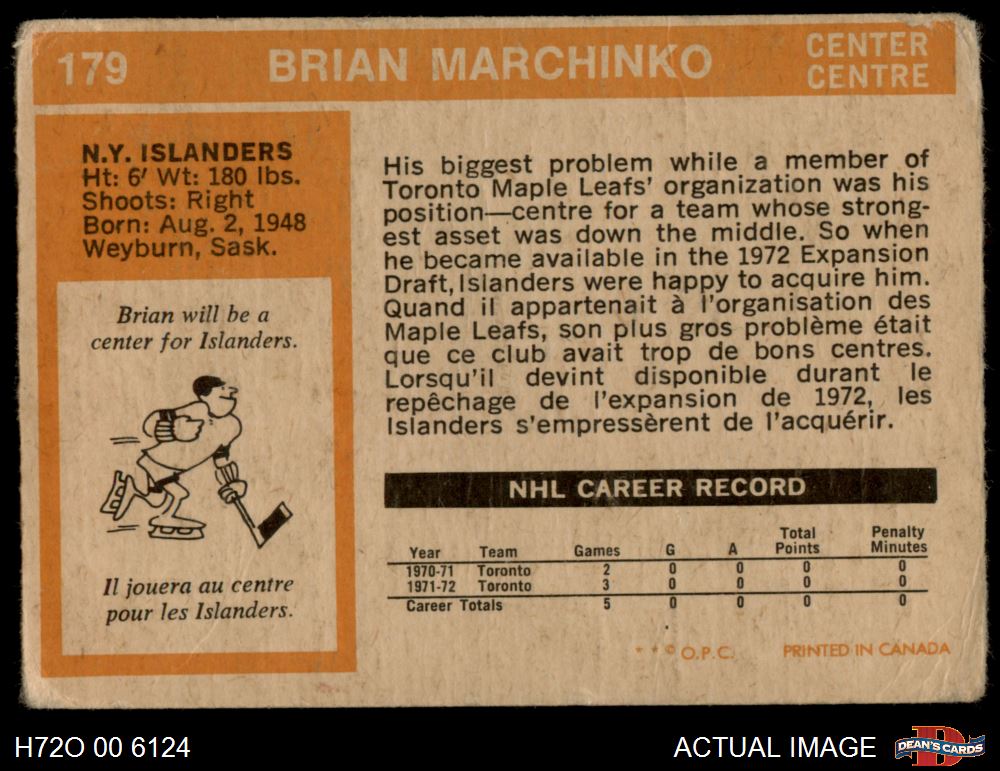 179 BRIAN MARCHINKO CENTER
CENTRE
N.Y. ISLANDERS
Ht: 6' Wt: 180 lbs.
Shoots: Right
Born: Aug. 2, 1948
Weyburn, Sask.
Brian will be a
center for Islanders.
Il jouera au centre
pour les Islanders.
His biggest problem while a member of
Toronto Maple Leafs' organization was his
position—centre for a team whose strong-
est asset was down the middle. So when
he became available in the 1972 Expansion
Draft, Islanders were happy to acquire him.
Quand il appartenait à l'organisation des
Maple Leafs, son plus gros problème était
que ce club avait trop de bons centres.
Lorsqu'il devint disponible durant le
repêchage de l'expansion de 1972, les
Islanders s'empressèrent de l'acquérir.
NHL CAREER RECORD
Year Team Games G A Total Points Penalty Minutes
1970-71 Toronto 2 0 0 0 0
1971-72 Toronto 3 0 0 0 0
Career Totals 5 0 0 0 0
* * © O.P.C. PRINTED IN CANADA
H72O 00 6124 ACTUAL IMAGE D DEAN'S CARDS